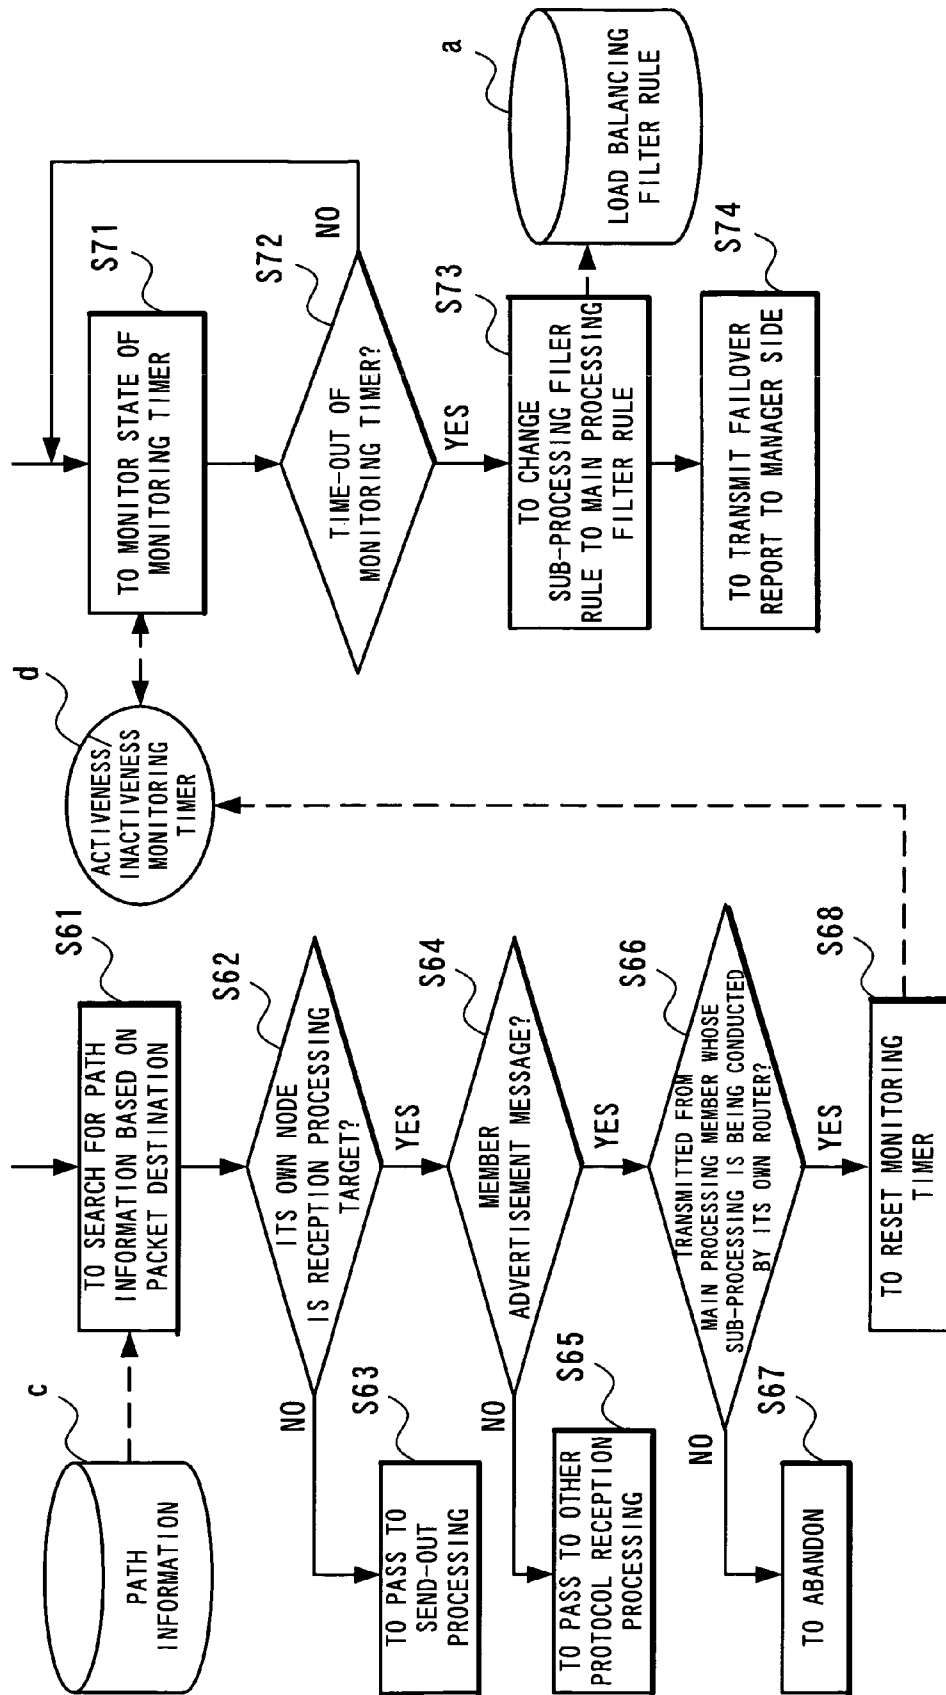 c
PATH
INFORMATION
S61
TO SEARCH FOR PATH
INFORMATION BASED ON
PACKET DESTINATION
S62
ITS OWN NODE
IS RECEPTION PROCESSING
TARGET?
NO
YES
S63
TO PASS TO
SEND-OUT
PROCESSING
S64
MEMBER
ADVERTISEMENT MESSAGE?
NO
YES
S65
TO PASS TO OTHER
PROTOCOL RECEPTION
PROCESSING
S66
TRANSMITTED FROM
MAIN PROCESSING MEMBER WHOSE
SUB-PROCESSING IS BEING CONDUCTED
BY ITS OWN ROUTER?
NO
YES
S67
TO ABANDON
S68
TO RESET MONITORING
TIMER
d
ACTIVENESS/
INACTIVENESS
MONITORING
TIMER
S71
TO MONITOR STATE OF
MONITORING TIMER
S72
TIME-OUT OF
MONITORING TIMER?
NO
YES
S73
TO CHANGE
SUB-PROCESSING FILER
RULE TO MAIN PROCESSING
FILTER RULE
a
LOAD BALANCING
FILTER RULE
S74
TO TRANSMIT FAILOVER
REPORT TO MANAGER SIDE